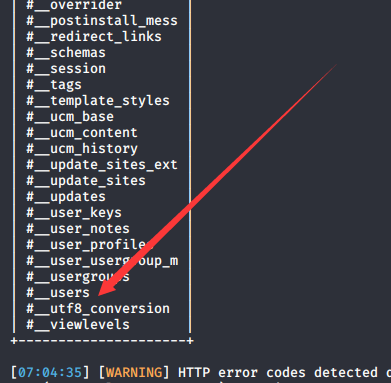 #__overrider
#__postinstall_mess
#__redirect_links
#__schemas
#__session
#__tags
#__template_styles
#__ucm_base
#__ucm_content
#__ucm_history
#__update_sites_ext
#__update_sites
#__updates
#__user_keys
#__user_notes
#__user_profiles
#__user_usergroup_m
#__usergroups
#__users
#__utf8_conversion
#__viewlevels
+---------------------+
[07:04:35] [WARNING] HTTP error codes detected